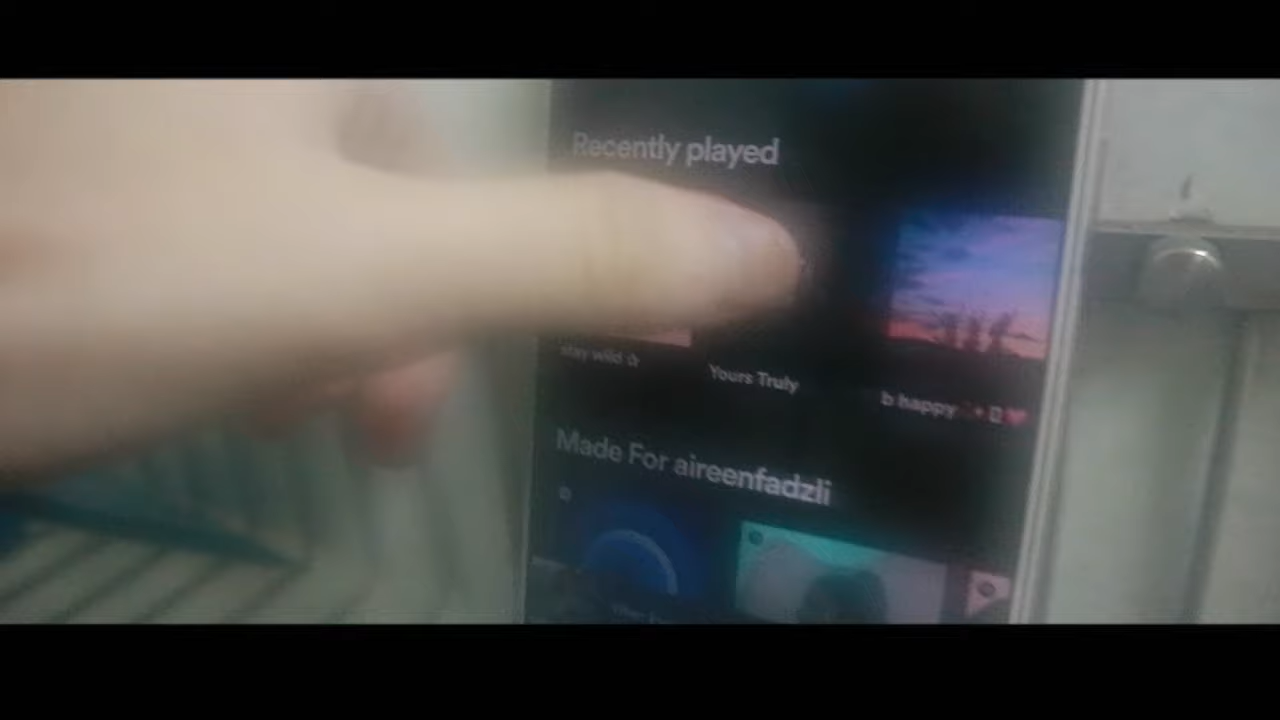 Recently played
stay wild ☆
Yours Truly
b happy
Made For aireenfadzli